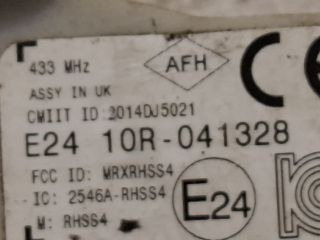 433 MHz
AFH
CE
ASSY IN UK
CMIIT ID 2014DJ5021
E24 10R-041328
FCC ID: MRXRHSS4
IC: 2546A-RHSS4
E24
M: RHSS4